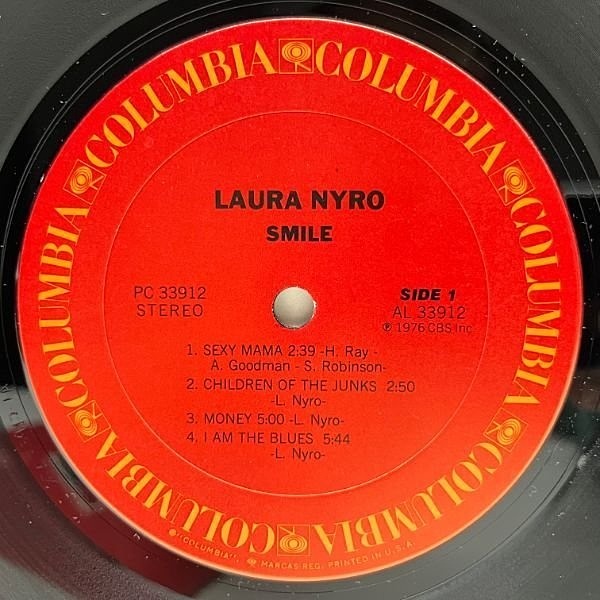 COLUMBIA COLUMBIA COLUMBIA COLUMBIA COLUMBIA COLUMBIA
LAURA NYRO
SMILE
PC 33912
STEREO
SIDE 1
AL 33912
℗ 1976 CBS Inc
1. SEXY MAMA 2:39 -H. Ray -
A. Goodman - S. Robinson-
2. CHILDREN OF THE JUNKS 2:50
-L. Nyro-
3. MONEY 5:00 -L. Nyro-
4. I AM THE BLUES 5:44
-L. Nyro-
"COLUMBIA", MARCAS REG. PRINTED IN U.S.A.